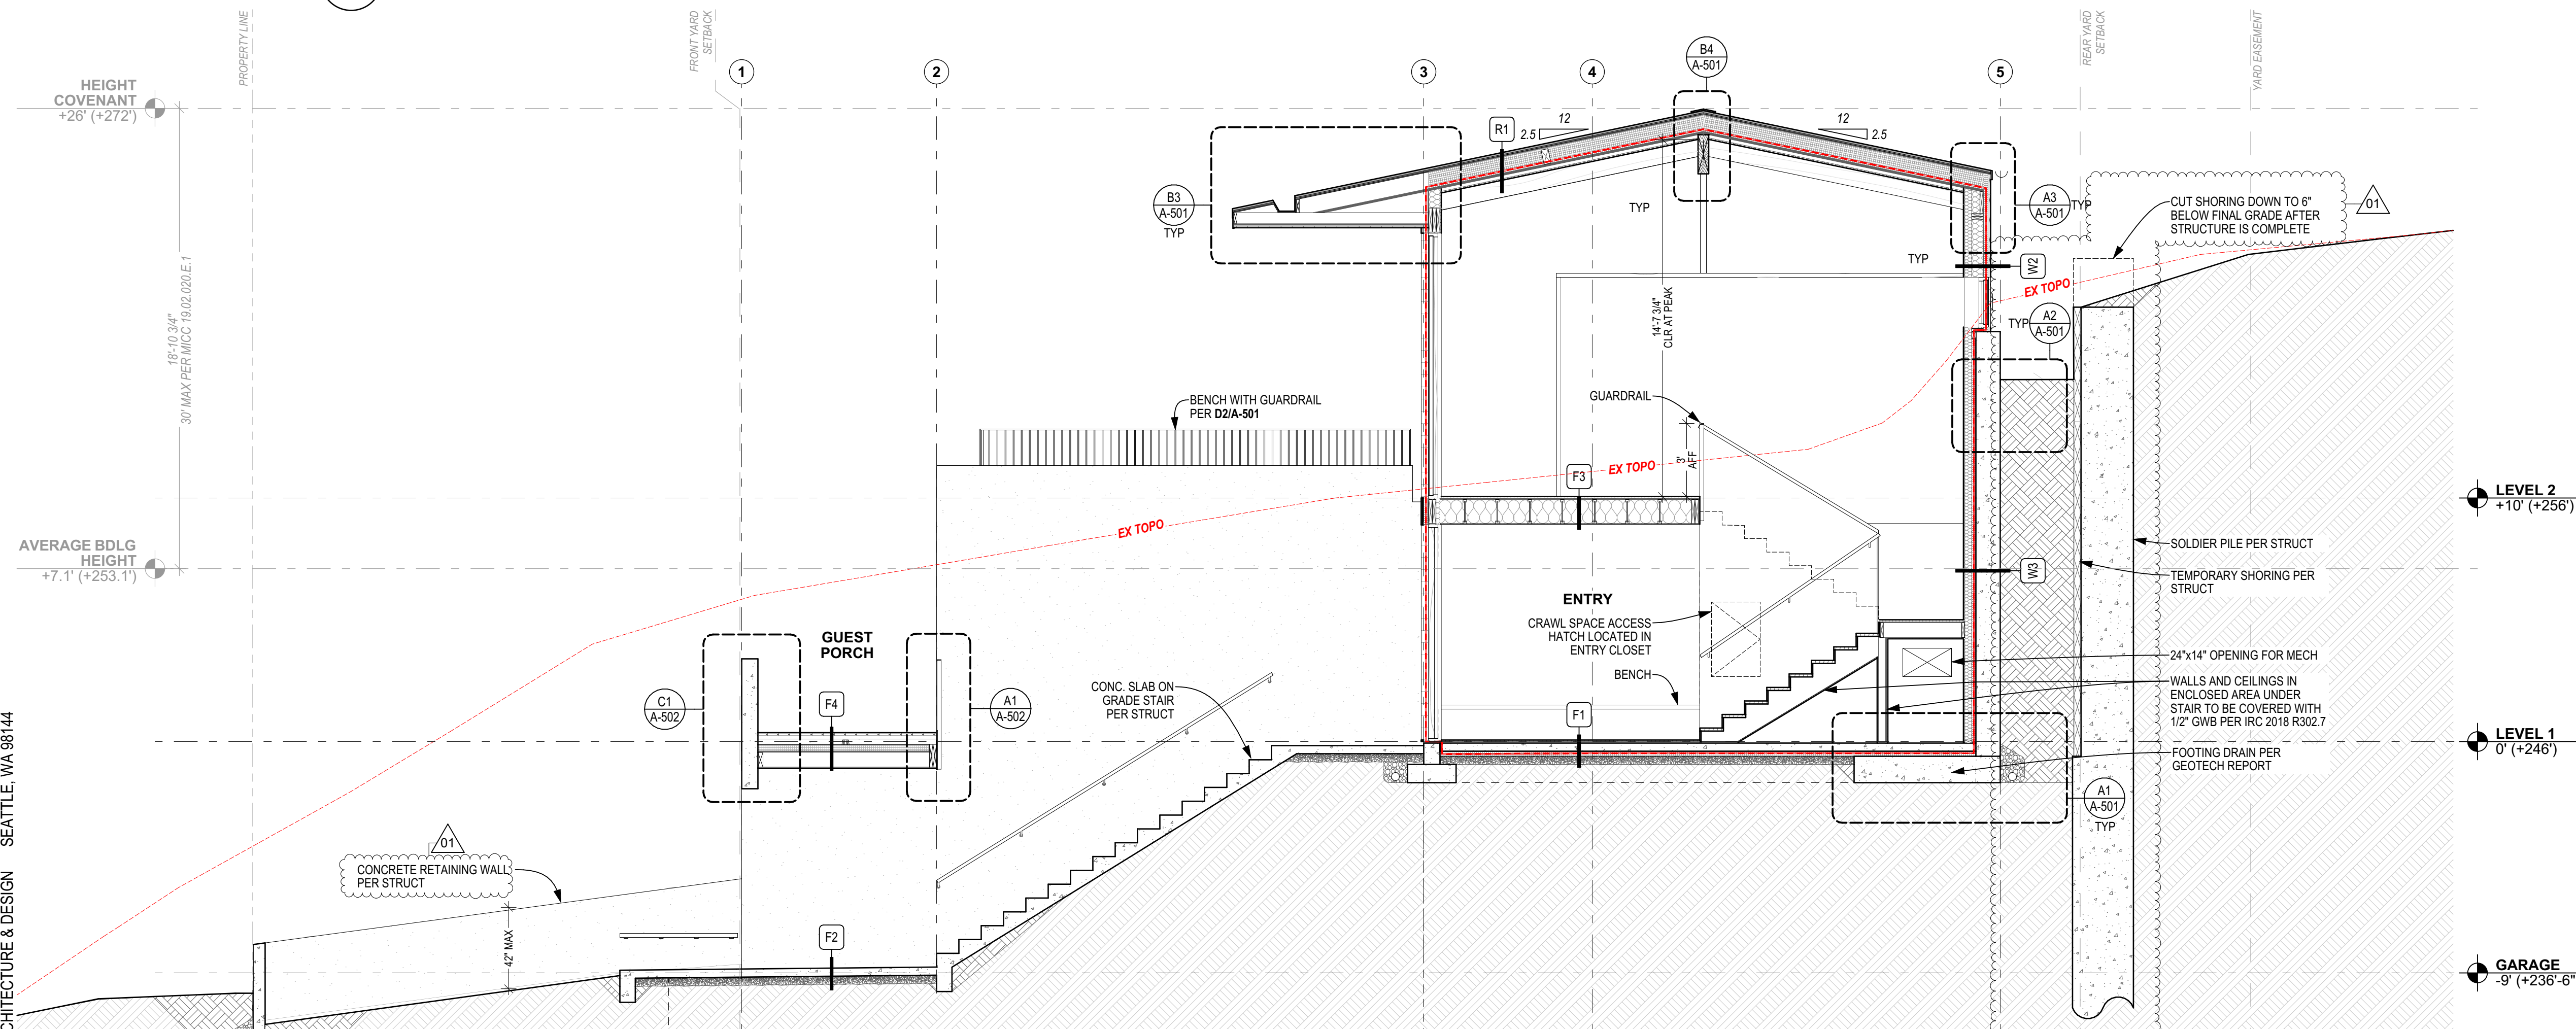 PROPERTY LINE
FRONT YARD
SETBACK
REAR YARD
SETBACK
YARD EASEMENT
HEIGHT
COVENANT
+26' (+272')
1
2
3
4
5
B4
A-501
R1
12
2.5
12
2.5
B3
A-501
TYP
TYP
TYP
A3
A-501
TYP
CUT SHORING DOWN TO 6"
BELOW FINAL GRADE AFTER
STRUCTURE IS COMPLETE
01
W2
EX TOPO
TYP
A2
A-501
18'-10 3/4"
30' MAX PER MICC 19.02.020.E.1
14'-7 3/4"
CLR AT PEAK
BENCH WITH GUARDRAIL
PER D2/A-501
GUARDRAIL
3'
AFF
EX TOPO
F3
LEVEL 2
+10' (+256')
EX TOPO
AVERAGE BDLG
HEIGHT
+7.1' (+253.1')
SOLDIER PILE PER STRUCT
W3
TEMPORARY SHORING PER
STRUCT
ENTRY
CRAWL SPACE ACCESS
HATCH LOCATED IN
ENTRY CLOSET
BENCH
GUEST
PORCH
24"x14" OPENING FOR MECH
WALLS AND CEILINGS IN
ENCLOSED AREA UNDER
STAIR TO BE COVERED WITH
1/2" GWB PER IRC 2018 R302.7
C1
A-502
F4
A1
A-502
CONC. SLAB ON
GRADE STAIR
PER STRUCT
F1
LEVEL 1
0' (+246')
FOOTING DRAIN PER
GEOTECH REPORT
A1
A-501
TYP
01
CONCRETE RETAINING WALL
PER STRUCT
42" MAX
F2
GARAGE
-9' (+236'-6"
CHITECTURE & DESIGN SEATTLE, WA 98144